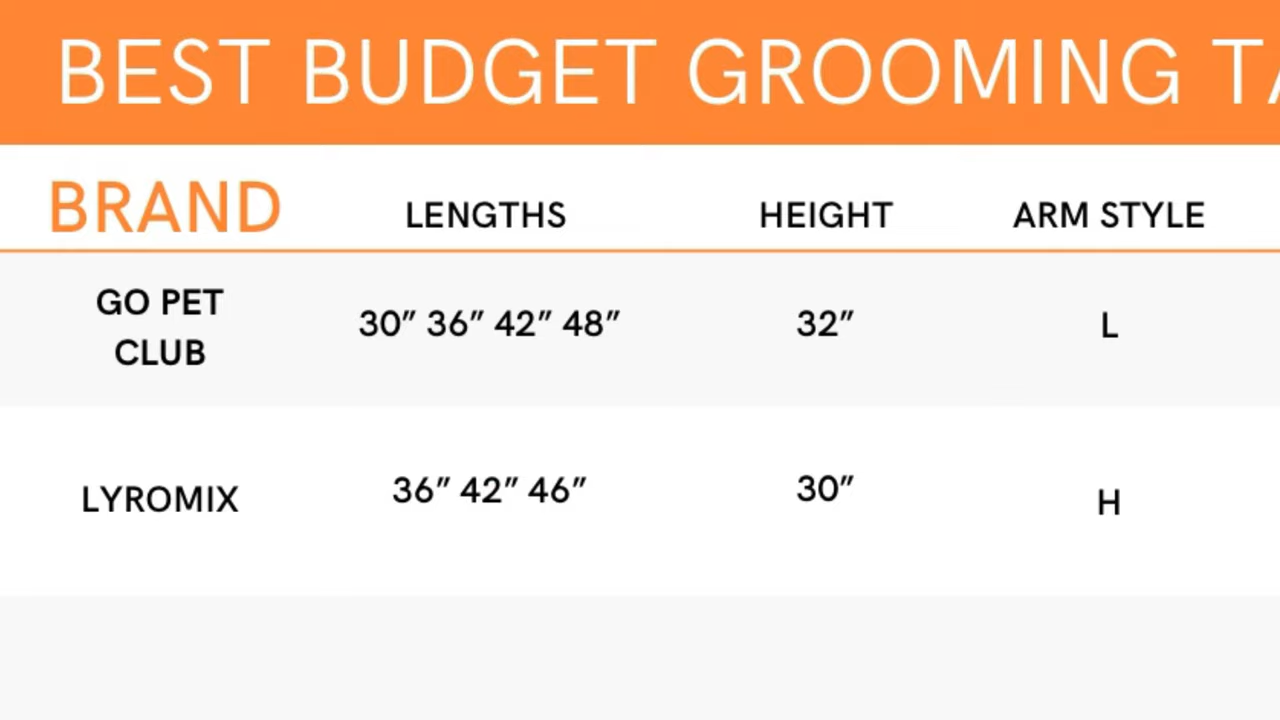 BEST BUDGET GROOMING
BRAND LENGTHS HEIGHT ARM STYLE
GO PET
CLUB
30” 36” 42” 48” 32” L
LYROMIX 36” 42” 46” 30” H